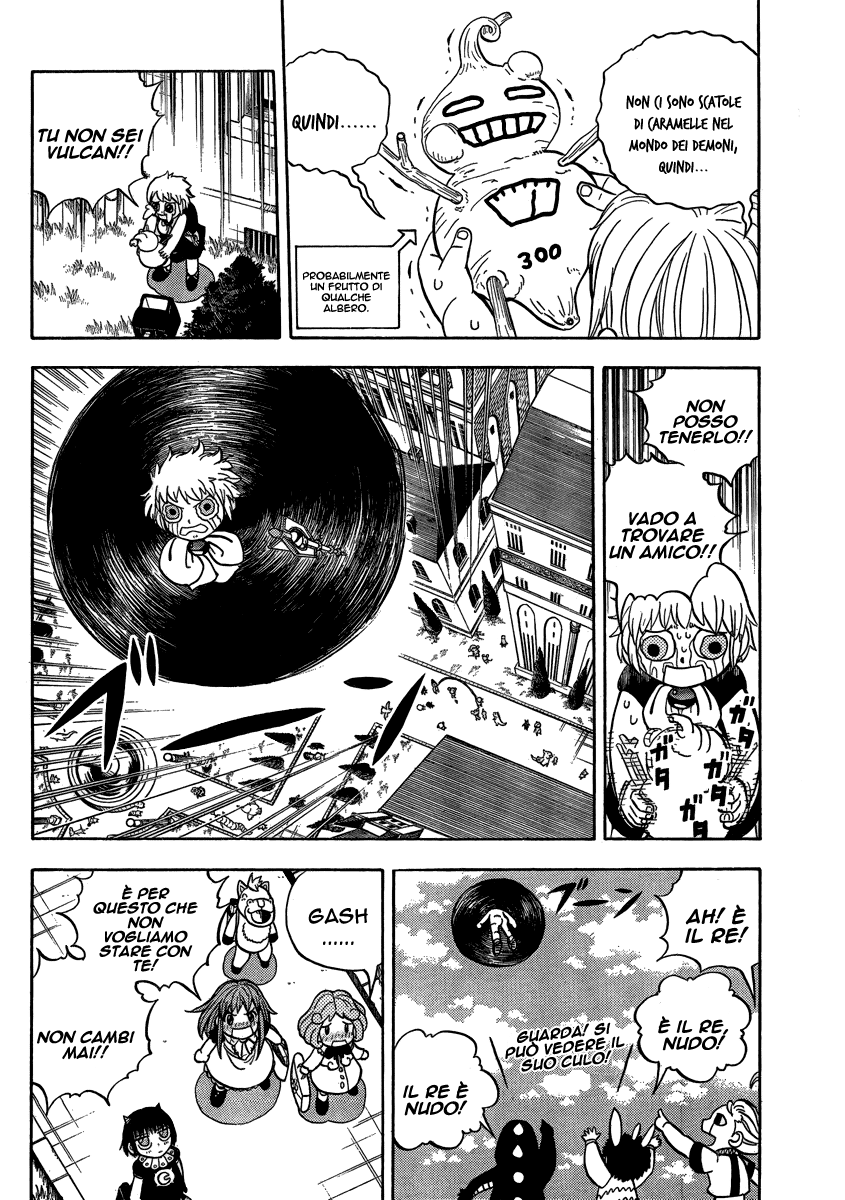 NON CI SONO SCATOLE
DI CARAMELLE NEL
MONDO DEI DEMONI,
QUINDI...
QUINDI......
300
PROBABILMENTE
UN FRUTTO DI
QUALCHE
ALBERO.
TU NON SEI
VULCAN!!
NON
POSSO
TENERLO!!
VADO A
TROVARE
UN AMICO!!
ガタ
ガタ
ガタ
ブーン
AH! È
IL RE!
È IL RE,
NUDO!
GUARDA! SI
PUÒ VEDERE IL
SUO CULO!
IL RE È
NUDO!
GASH
......
È PER
QUESTO CHE
NON
VOGLIAMO
STARE CON
TE!
NON CAMBI
MAI!!